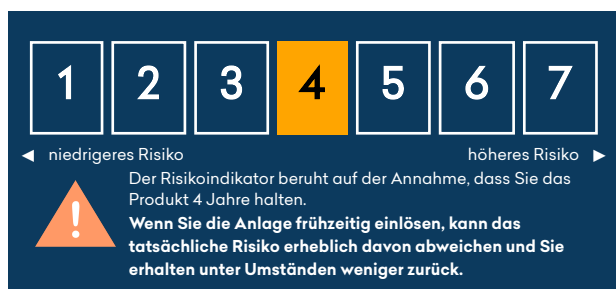 1 2 3 4 5 6 7
◄ niedrigeres Risiko höheres Risiko ►
Der Risikoindikator beruht auf der Annahme, dass Sie das
Produkt 4 Jahre halten.
Wenn Sie die Anlage frühzeitig einlösen, kann das
tatsächliche Risiko erheblich davon abweichen und Sie
erhalten unter Umständen weniger zurück.
!